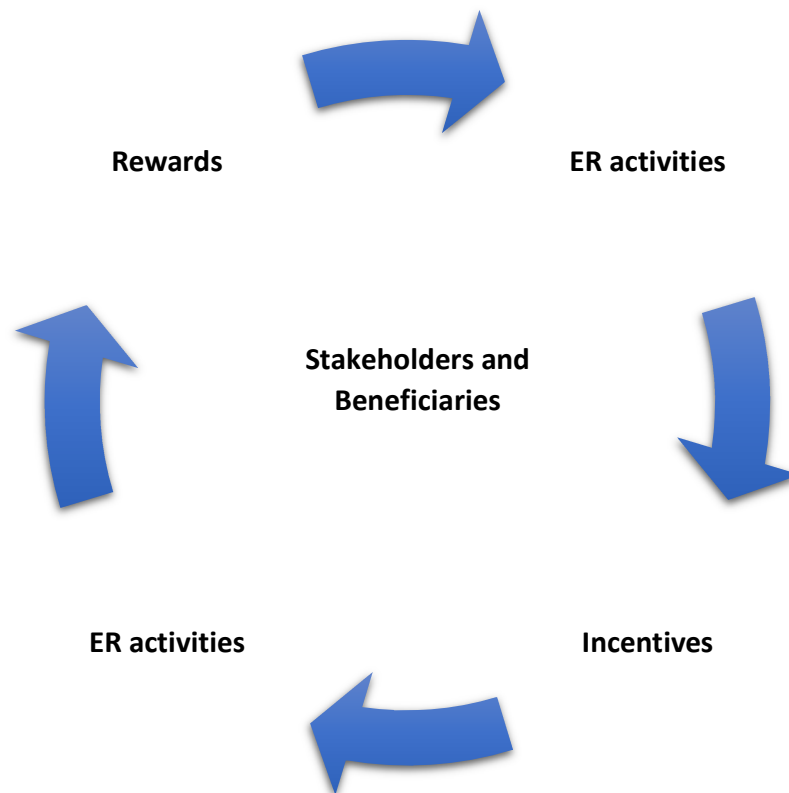 Rewards
ER activities
Stakeholders and
Beneficiaries
ER activities
Incentives